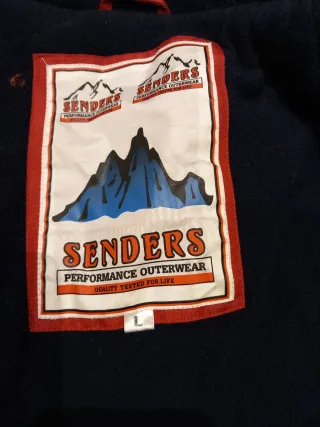 SENDERS
PERFORMANCE OUTERWEAR
SENDERS
PERFORMANCE OUTERWEAR
SENDERS
PERFORMANCE OUTERWEAR
QUALITY TESTED FOR LIFE
L